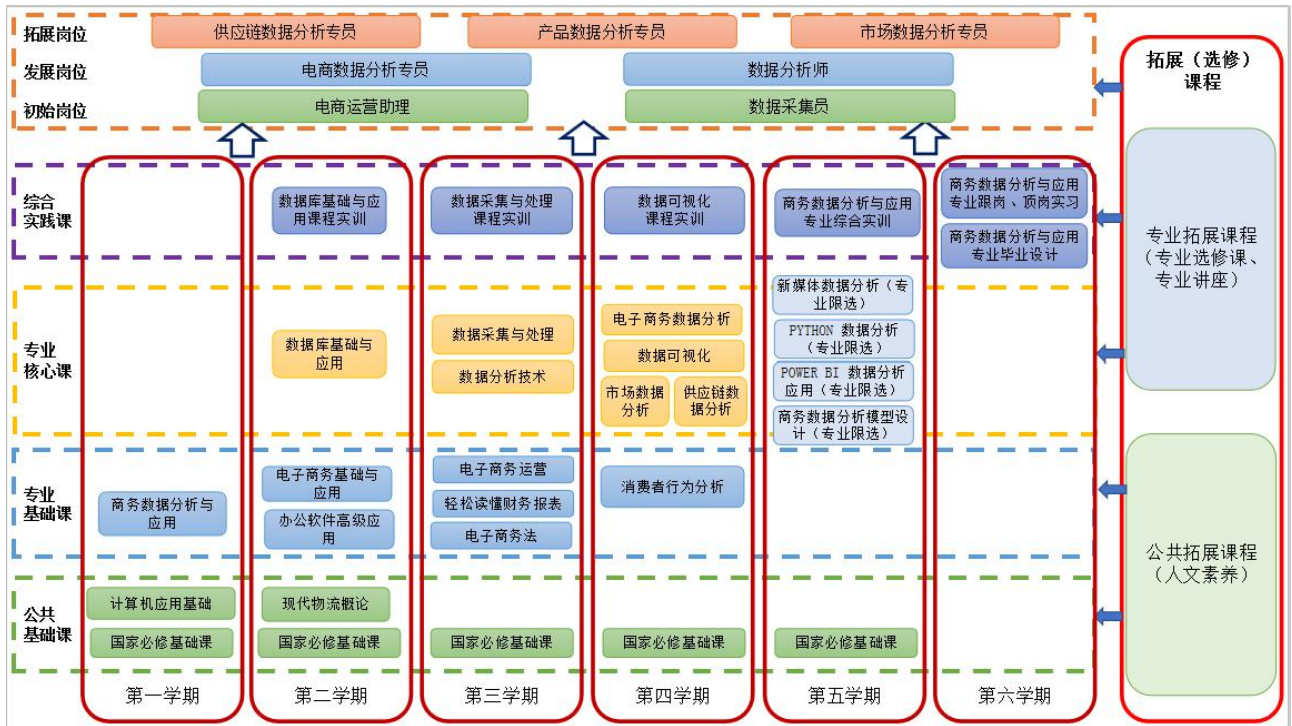 拓展岗位
供应链数据分析专员
产品数据分析专员
市场数据分析专员
发展岗位
电商数据分析专员
数据分析师
初始岗位
电商运营助理
数据采集员
综合
实践课
数据库基础与应
用课程实训
数据采集与处理
课程实训
数据可视化
课程实训
商务数据分析与应用
专业综合实训
商务数据分析与应用
专业跟岗、顶岗实习
商务数据分析与应用
专业毕业设计
专业
核心课
数据库基础与
应用
数据采集与处理
数据分析技术
电子商务数据分析
数据可视化
市场数据
分析
供应链数
据分析
新媒体数据分析（专
业限选）
PYTHON 数据分析
（专业限选）
POWER BI 数据分析
应用（专业限选）
商务数据分析模型设
计（专业限选）
专业
基础课
商务数据分析与
应用
电子商务基础与
应用
办公软件高级应
用
电子商务运营
轻松读懂财务报表
电子商务法
消费者行为分析
公共
基础课
计算机应用基础
国家必修基础课
现代物流概论
国家必修基础课
国家必修基础课
国家必修基础课
国家必修基础课
第一学期
第二学期
第三学期
第四学期
第五学期
第六学期
拓展（选修）
课程
专业拓展课程
（专业选修课、
专业讲座）
公共拓展课程
（人文素养）